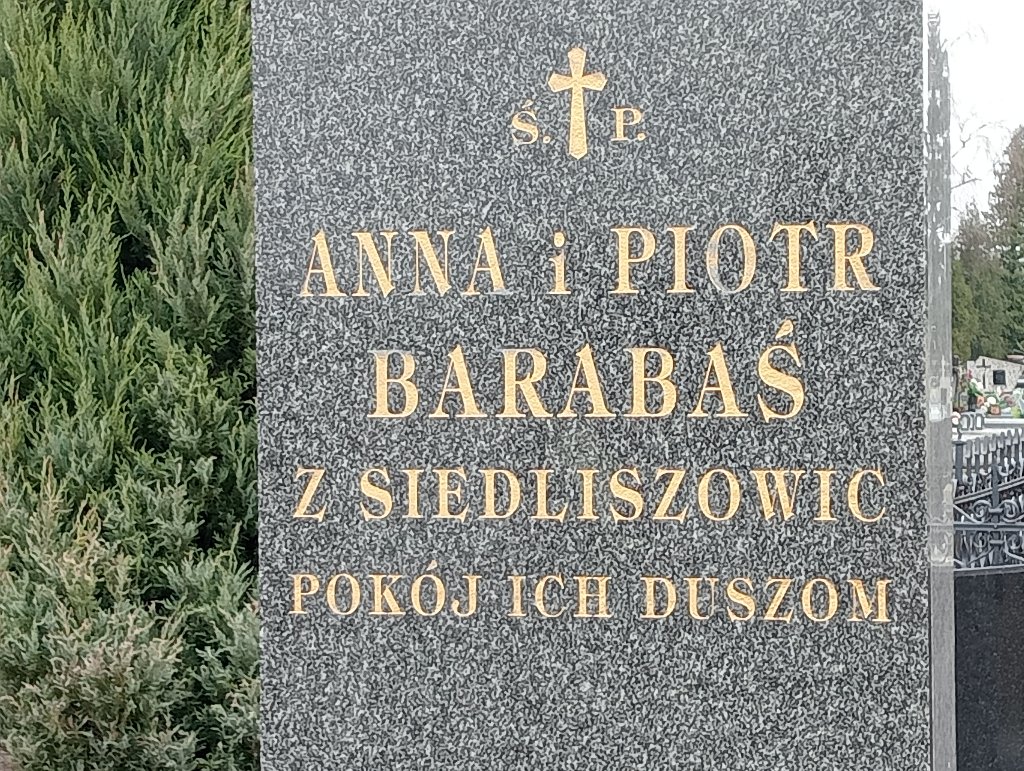 Ś. P.
ANNA i PIOTR
BARABAŚ
Z SIEDLISZOWIC
POKÓJ ICH DUSZOM